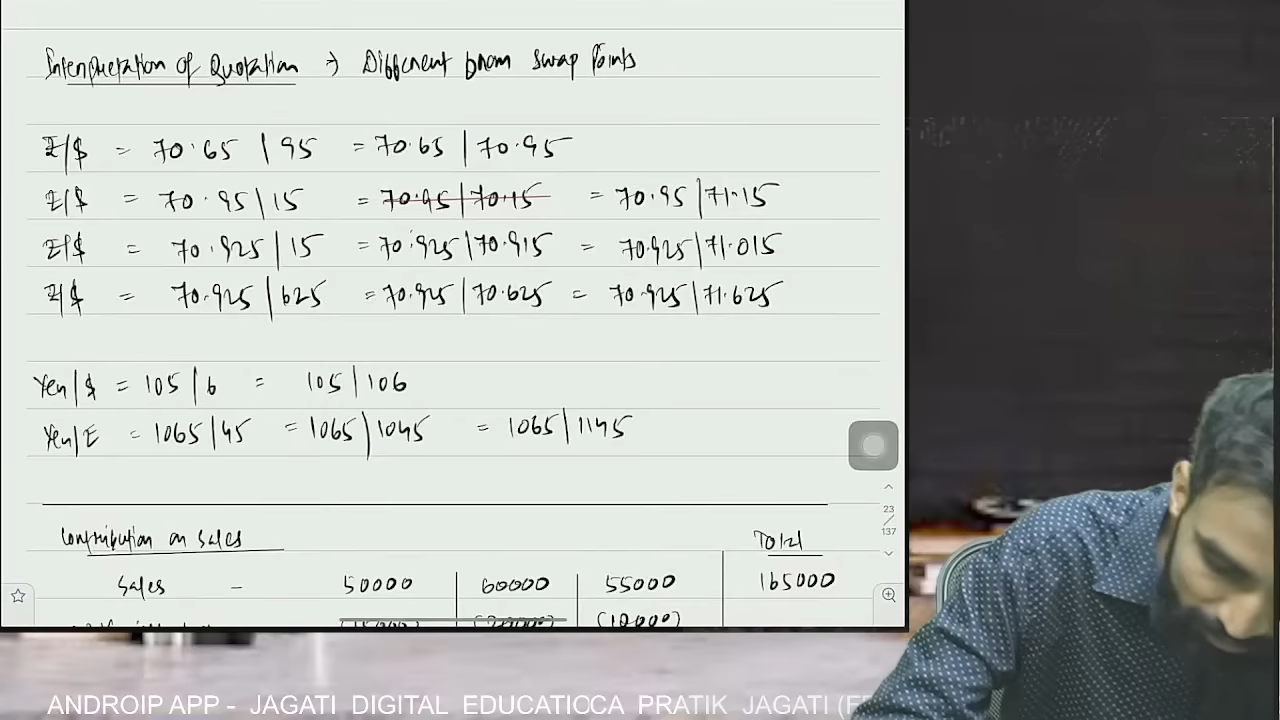 Interpretation of Quotation → Different from swap Points
₹/$ = 70.65 | 95 = 70.65 | 70.95
₹/$ = 70.95 | 15 = 70.95 | 70.15 = 70.95 | 71.15
₹/$ = 70.925 | 15 = 70.925 | 70.915 = 70.925 | 71.015
₹/$ = 70.925 | 625 = 70.925 | 70.625 = 70.925 | 71.625
Yen/$ = 105 | 6 = 105 | 106
Yen/£ = 1065 | 45 = 1065 | 1045 = 1065 | 1145
23
/
137
Contribution on sales Total
Sales - 50000 | 60000 | 55000 | 165000
(10000)
ANDROIP APP - JAGATI DIGITAL EDUCATIOCA PRATIK JAGATI (F